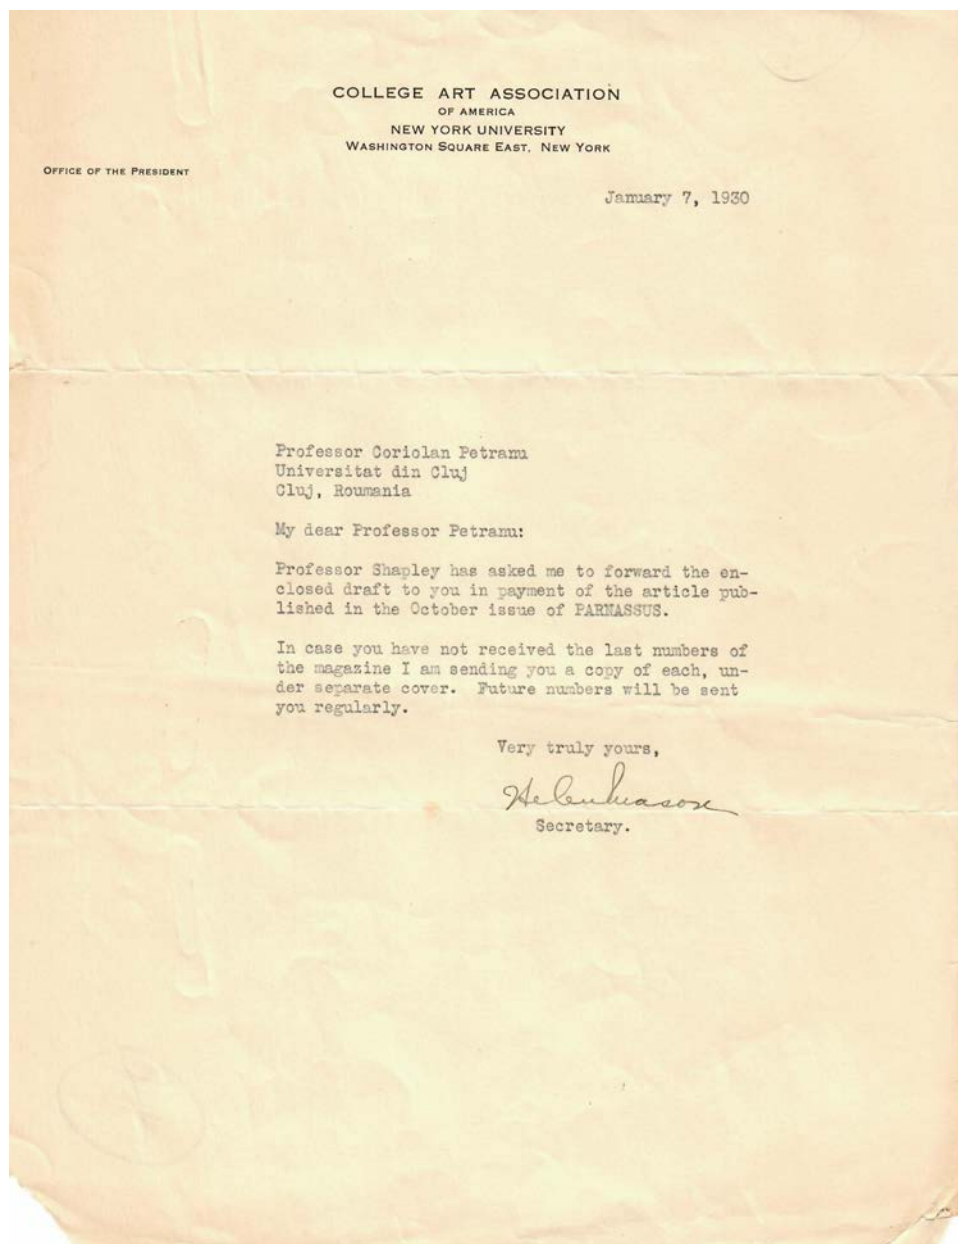 COLLEGE ART ASSOCIATION
OF AMERICA
NEW YORK UNIVERSITY
WASHINGTON SQUARE EAST, NEW YORK
OFFICE OF THE PRESIDENT
January 7, 1930
Professor Coriolan Petranu
Universitat din Cluj
Cluj, Roumania
My dear Professor Petranu:
Professor Shapley has asked me to forward the en-
closed draft to you in payment of the article pub-
lished in the October issue of PARNASSUS.
In case you have not received the last numbers of
the magazine I am sending you a copy of each, un-
der separate cover. Future numbers will be sent
you regularly.
Very truly yours,
Helen Mason
Secretary.